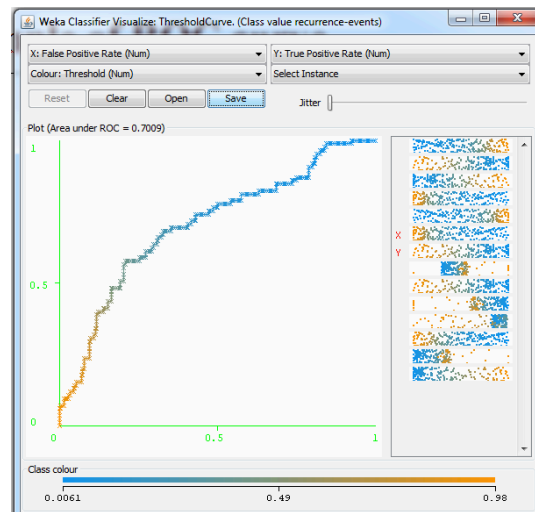 Weka Classifier Visualize: ThresholdCurve. (Class value recurrence-events)
X: False Positive Rate (Num)
Y: True Positive Rate (Num)
Colour: Threshold (Num)
Select Instance
Reset
Clear
Open
Save
Jitter
Plot (Area under ROC = 0.7009)
1
0.5
0
0
0.5
1
X
Y
Class colour
0.0061
0.49
0.98